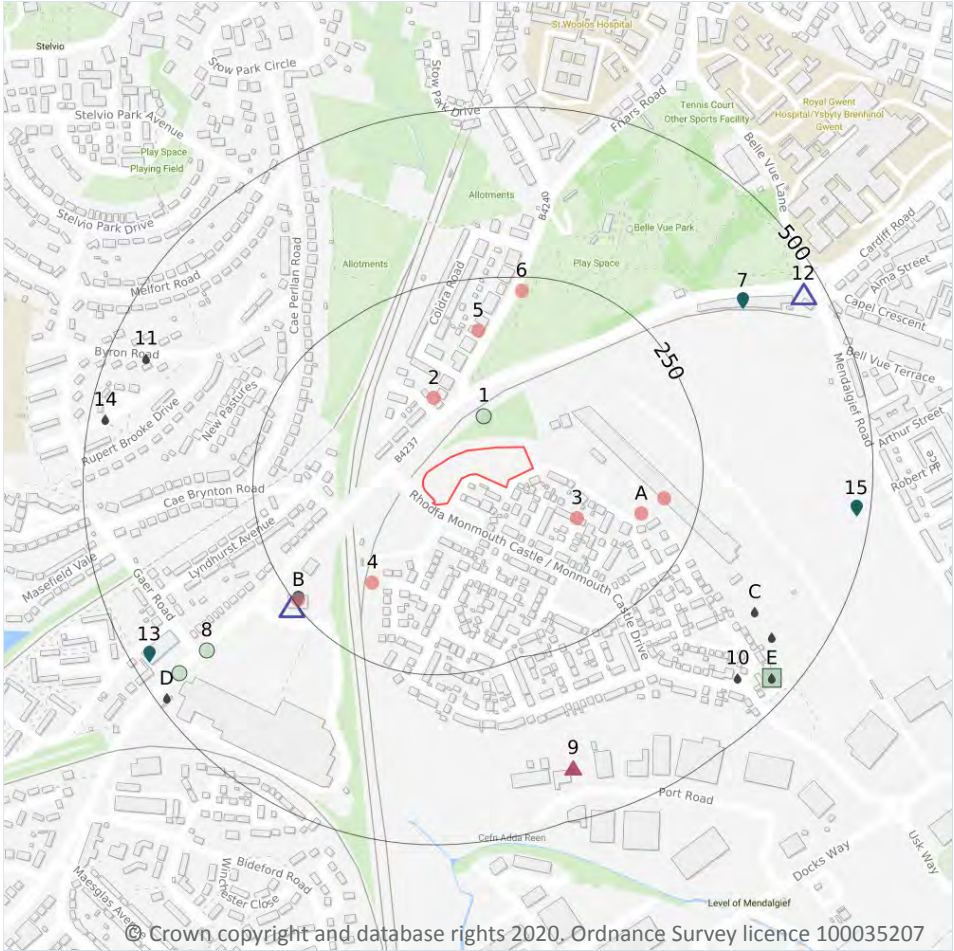 St Woolos Hospital
Stelvio
Stow Park Circle
Stow Park Drive
Friars Road
Tennis Court
Other Sports Facility
Royal Gwent
Hospital/Ysbyty Brenhinol
Gwent
Stelvio Park Avenue
Play Space
Playing Field
Belle Vue Lane
Allotments
B4240
Stelvio Park Drive
Belle Vue Park
Cardiff Road
500
Cae Perllan Road
Allotments
Play Space
Alma Street
Melfort Road
Coldra Road
6
7
12
Capel Crescent
5
11
Byron Road
250
Bell Vue Terrace
2
1
14
New Pastures
Mendalgief Road
Arthur Street
Rupert Brooke Drive
B4237
Robert Pl
ace
Cae Brynton Road
Rhodfa Monmouth Castle / Monmouth Castle Drive
3
A
15
Lyndhurst Avenue
Masefield Vale
4
B
Gaer Road
C
13
8
D
10
E
9
Port Road
Cefn Adda Reen
Usk Way
Docks Way
Bideford Road
Winchester Close
Maesglas Avenue
Level of Mendalgief
© Crown copyright and database rights 2020. Ordnance Survey licence 100035207